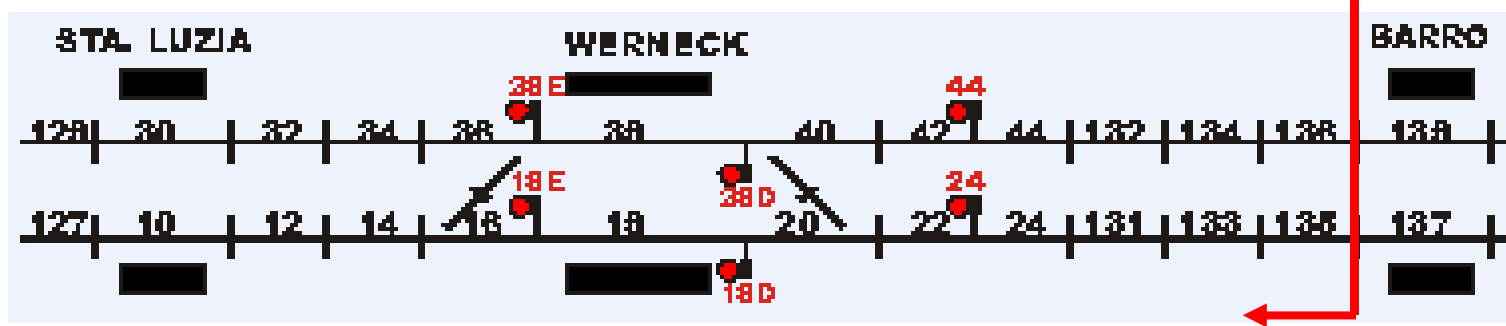 STA. LUZIA WERNECK BARRO
38 E 44
128 30 32 34 36 38 40 42 44 132 134 136 138
18 E 38 D 24
127 10 12 14 16 18 20 22 24 131 133 135 137
18 D